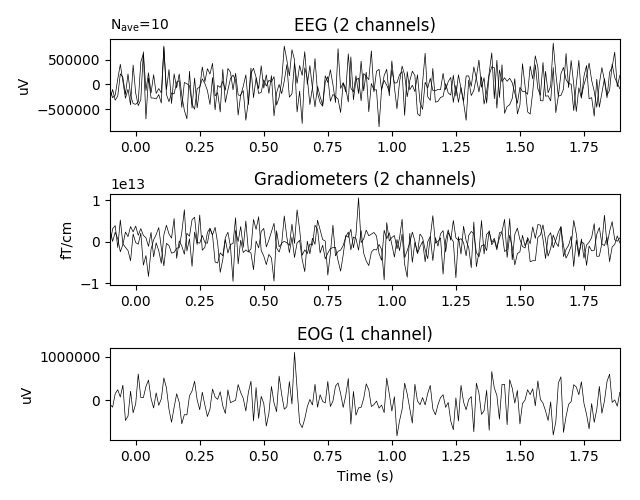 N_ave=10
EEG (2 channels)
uV
500000
0
−500000
0.00 0.25 0.50 0.75 1.00 1.25 1.50 1.75
1e13
Gradiometers (2 channels)
fT/cm
1
0
−1
0.00 0.25 0.50 0.75 1.00 1.25 1.50 1.75
EOG (1 channel)
uV
1000000
0
0.00 0.25 0.50 0.75 1.00 1.25 1.50 1.75
Time (s)